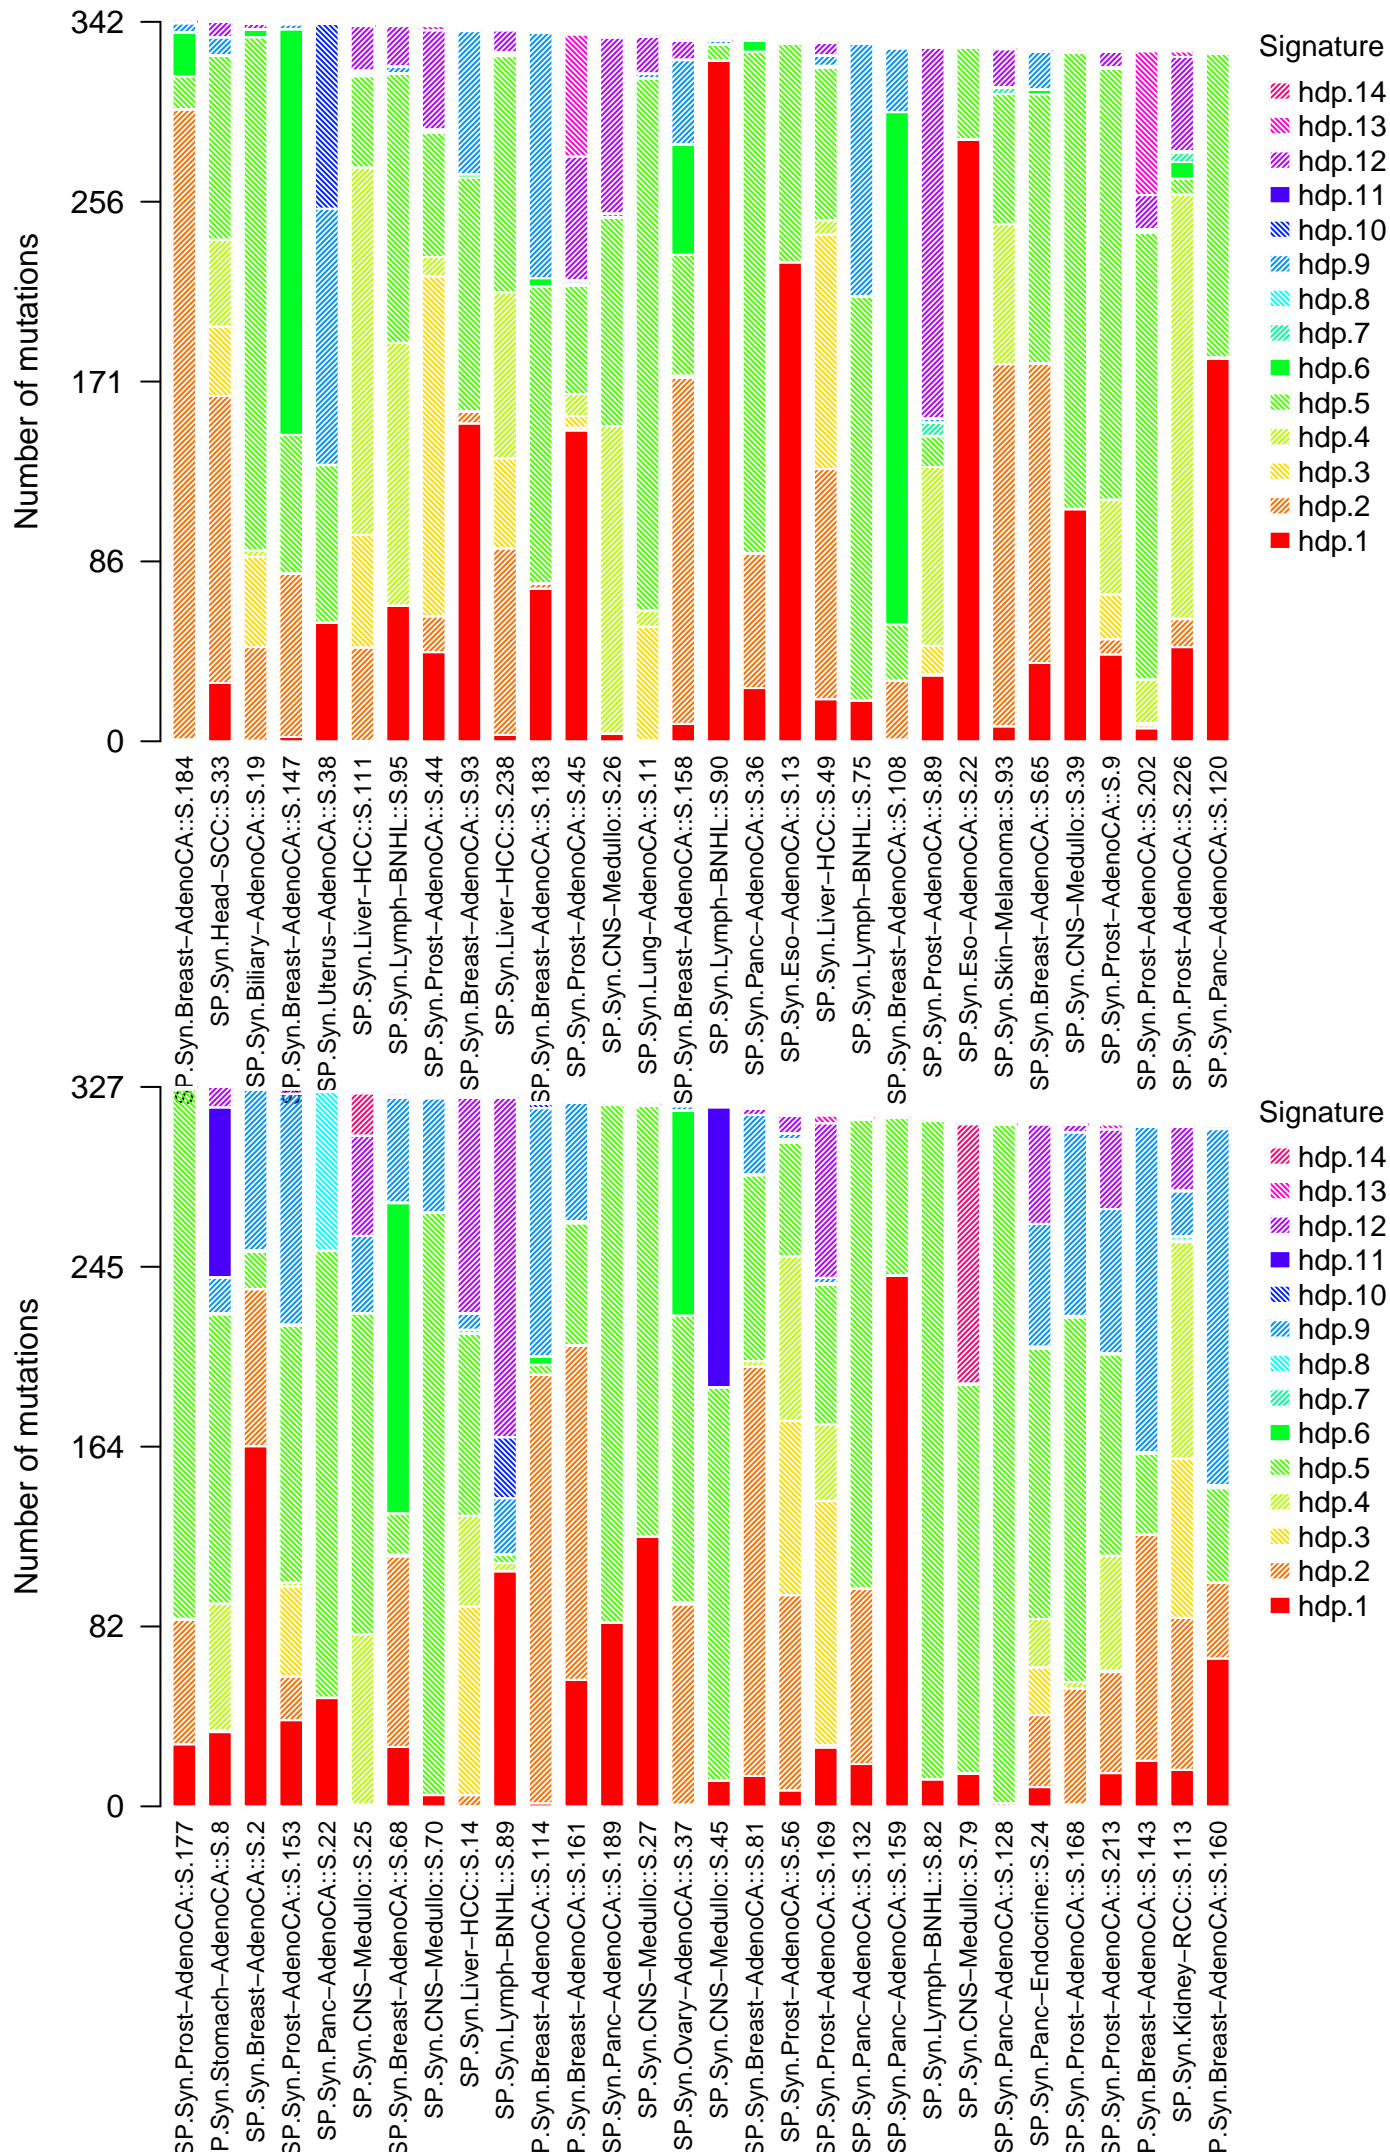 Number of mutations
342
256
171
86
0
Signature
hdp.14
hdp.13
hdp.12
hdp.11
hdp.10
hdp.9
hdp.8
hdp.7
hdp.6
hdp.5
hdp.4
hdp.3
hdp.2
hdp.1
SP.Syn.Breast−AdenoCA::S.184
SP.Syn.Head−SCC::S.33
SP.Syn.Biliary−AdenoCA::S.19
SP.Syn.Breast−AdenoCA::S.147
SP.Syn.Uterus−AdenoCA::S.38
SP.Syn.Liver−HCC::S.111
SP.Syn.Lymph−BNHL::S.95
SP.Syn.Prost−AdenoCA::S.44
SP.Syn.Breast−AdenoCA::S.93
SP.Syn.Liver−HCC::S.238
SP.Syn.Breast−AdenoCA::S.183
SP.Syn.Prost−AdenoCA::S.45
SP.Syn.CNS−Medullo::S.26
SP.Syn.Lung−AdenoCA::S.11
SP.Syn.Breast−AdenoCA::S.158
SP.Syn.Lymph−BNHL::S.90
SP.Syn.Panc−AdenoCA::S.36
SP.Syn.Eso−AdenoCA::S.13
SP.Syn.Liver−HCC::S.49
SP.Syn.Lymph−BNHL::S.75
SP.Syn.Breast−AdenoCA::S.108
SP.Syn.Prost−AdenoCA::S.89
SP.Syn.Eso−AdenoCA::S.22
SP.Syn.Skin−Melanoma::S.93
SP.Syn.Breast−AdenoCA::S.65
SP.Syn.CNS−Medullo::S.39
SP.Syn.Prost−AdenoCA::S.9
SP.Syn.Prost−AdenoCA::S.202
SP.Syn.Prost−AdenoCA::S.226
SP.Syn.Panc−AdenoCA::S.120
Number of mutations
327
245
164
82
0
Signature
hdp.14
hdp.13
hdp.12
hdp.11
hdp.10
hdp.9
hdp.8
hdp.7
hdp.6
hdp.5
hdp.4
hdp.3
hdp.2
hdp.1
SP.Syn.Prost−AdenoCA::S.177
P.Syn.Stomach−AdenoCA::S.8
SP.Syn.Breast−AdenoCA::S.2
SP.Syn.Prost−AdenoCA::S.153
SP.Syn.Panc−AdenoCA::S.22
SP.Syn.CNS−Medullo::S.25
SP.Syn.Breast−AdenoCA::S.68
SP.Syn.CNS−Medullo::S.70
SP.Syn.Liver−HCC::S.14
SP.Syn.Lymph−BNHL::S.89
P.Syn.Breast−AdenoCA::S.114
P.Syn.Breast−AdenoCA::S.161
SP.Syn.Panc−AdenoCA::S.189
SP.Syn.CNS−Medullo::S.27
SP.Syn.Ovary−AdenoCA::S.37
SP.Syn.CNS−Medullo::S.45
SP.Syn.Breast−AdenoCA::S.81
SP.Syn.Prost−AdenoCA::S.56
SP.Syn.Prost−AdenoCA::S.169
SP.Syn.Panc−AdenoCA::S.132
SP.Syn.Panc−AdenoCA::S.159
SP.Syn.Lymph−BNHL::S.82
SP.Syn.CNS−Medullo::S.79
SP.Syn.Panc−AdenoCA::S.128
SP.Syn.Panc−Endocrine::S.24
SP.Syn.Prost−AdenoCA::S.168
SP.Syn.Prost−AdenoCA::S.213
P.Syn.Breast−AdenoCA::S.143
SP.Syn.Kidney−RCC::S.113
P.Syn.Breast−AdenoCA::S.160